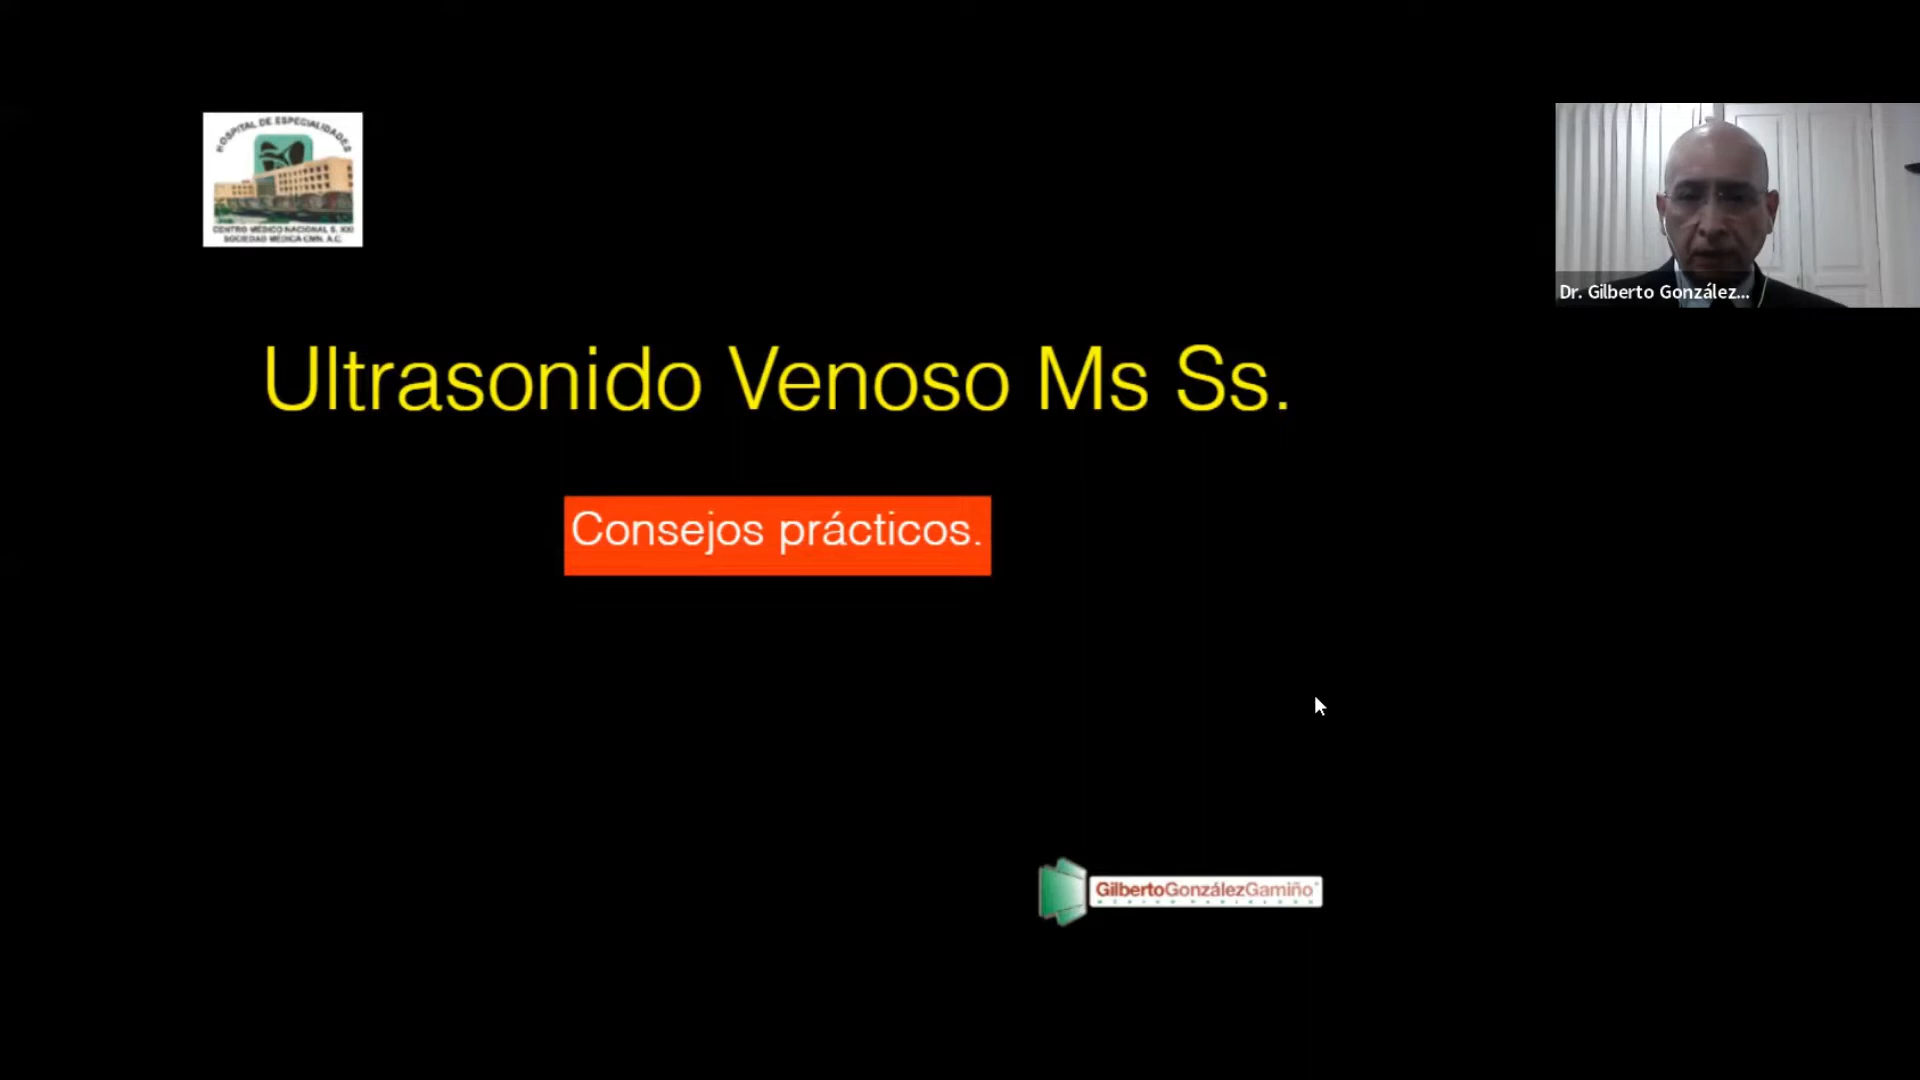 HOSPITAL DE ESPECIALIDADES
CENTRO MÉDICO NACIONAL S. XXI
SOCIEDAD MÉDICA CMN, A.C.
Dr. Gilberto González...
Ultrasonido Venoso Ms Ss.
Consejos prácticos.
GilbertoGonzálezGamiño